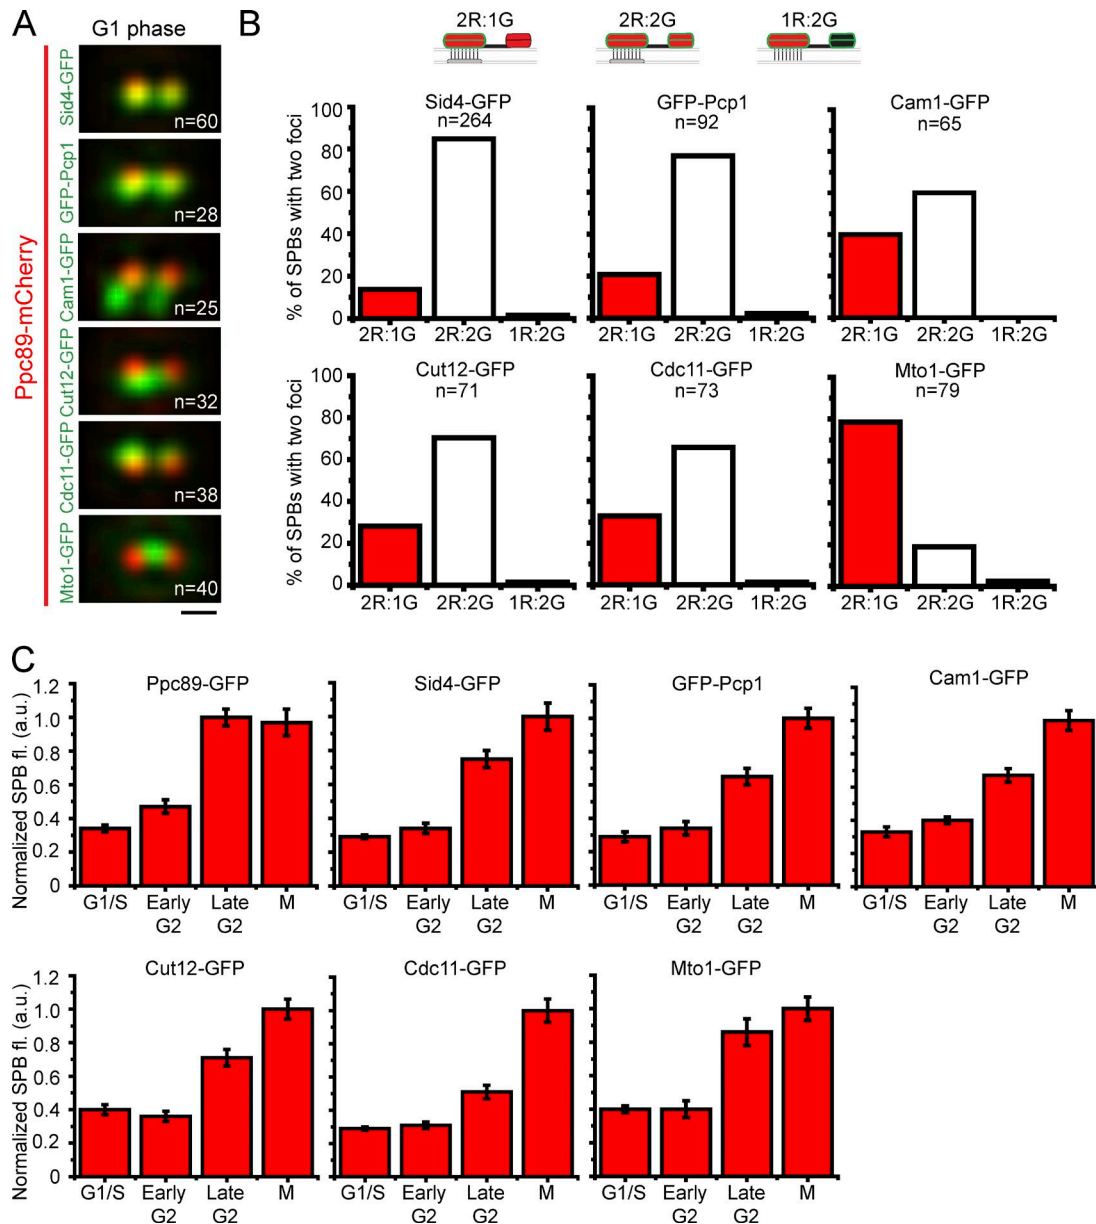 A
G1 phase
Ppc89-mCherry
Sid4-GFP
n=60
GFP-Pcp1
n=28
Cam1-GFP
n=25
Cut12-GFP
n=32
Cdc11-GFP
n=38
Mto1-GFP
n=40
B
2R:1G
2R:2G
1R:2G
% of SPBs with two foci
100
80
60
40
20
0
Sid4-GFP
n=264
2R:1G 2R:2G 1R:2G
GFP-Pcp1
n=92
2R:1G 2R:2G 1R:2G
Cam1-GFP
n=65
2R:1G 2R:2G 1R:2G
% of SPBs with two foci
100
80
60
40
20
0
Cut12-GFP
n=71
2R:1G 2R:2G 1R:2G
Cdc11-GFP
n=73
2R:1G 2R:2G 1R:2G
Mto1-GFP
n=79
2R:1G 2R:2G 1R:2G
C
Normalized SPB fl. (a.u.)
1.2
1.0
0.8
0.6
0.4
0.2
0
Ppc89-GFP
G1/S Early Late M
G2 G2
Sid4-GFP
G1/S Early Late M
G2 G2
GFP-Pcp1
G1/S Early Late M
G2 G2
Cam1-GFP
G1/S Early Late M
G2 G2
Normalized SPB fl. (a.u.)
1.2
1.0
0.8
0.6
0.4
0.2
0
Cut12-GFP
G1/S Early Late M
G2 G2
Cdc11-GFP
G1/S Early Late M
G2 G2
Mto1-GFP
G1/S Early Late M
G2 G2